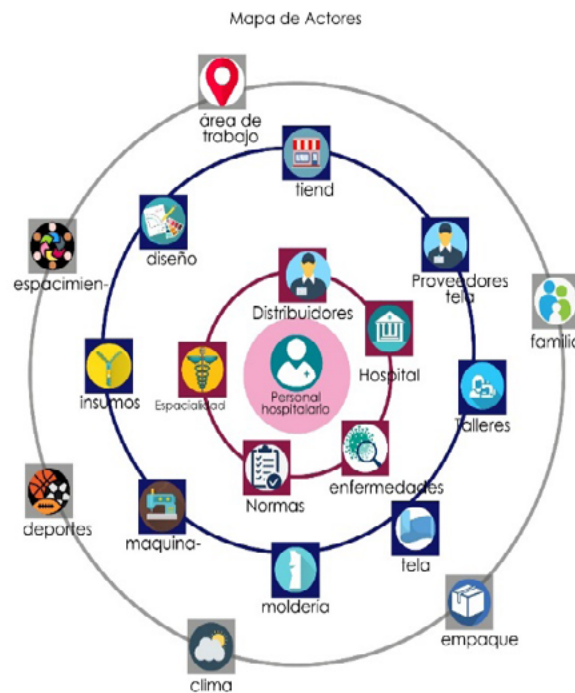 Mapa de Actores
área de
trabajo
tiend
diseño
Proveedores
tela
espacimien-
Distribuidores
familia
Hospital
insumos
Espacialidad
Personal
hospitalario
Talleres
Normas
enfermedades
deportes
maquina-
tela
moldería
empaque
clima